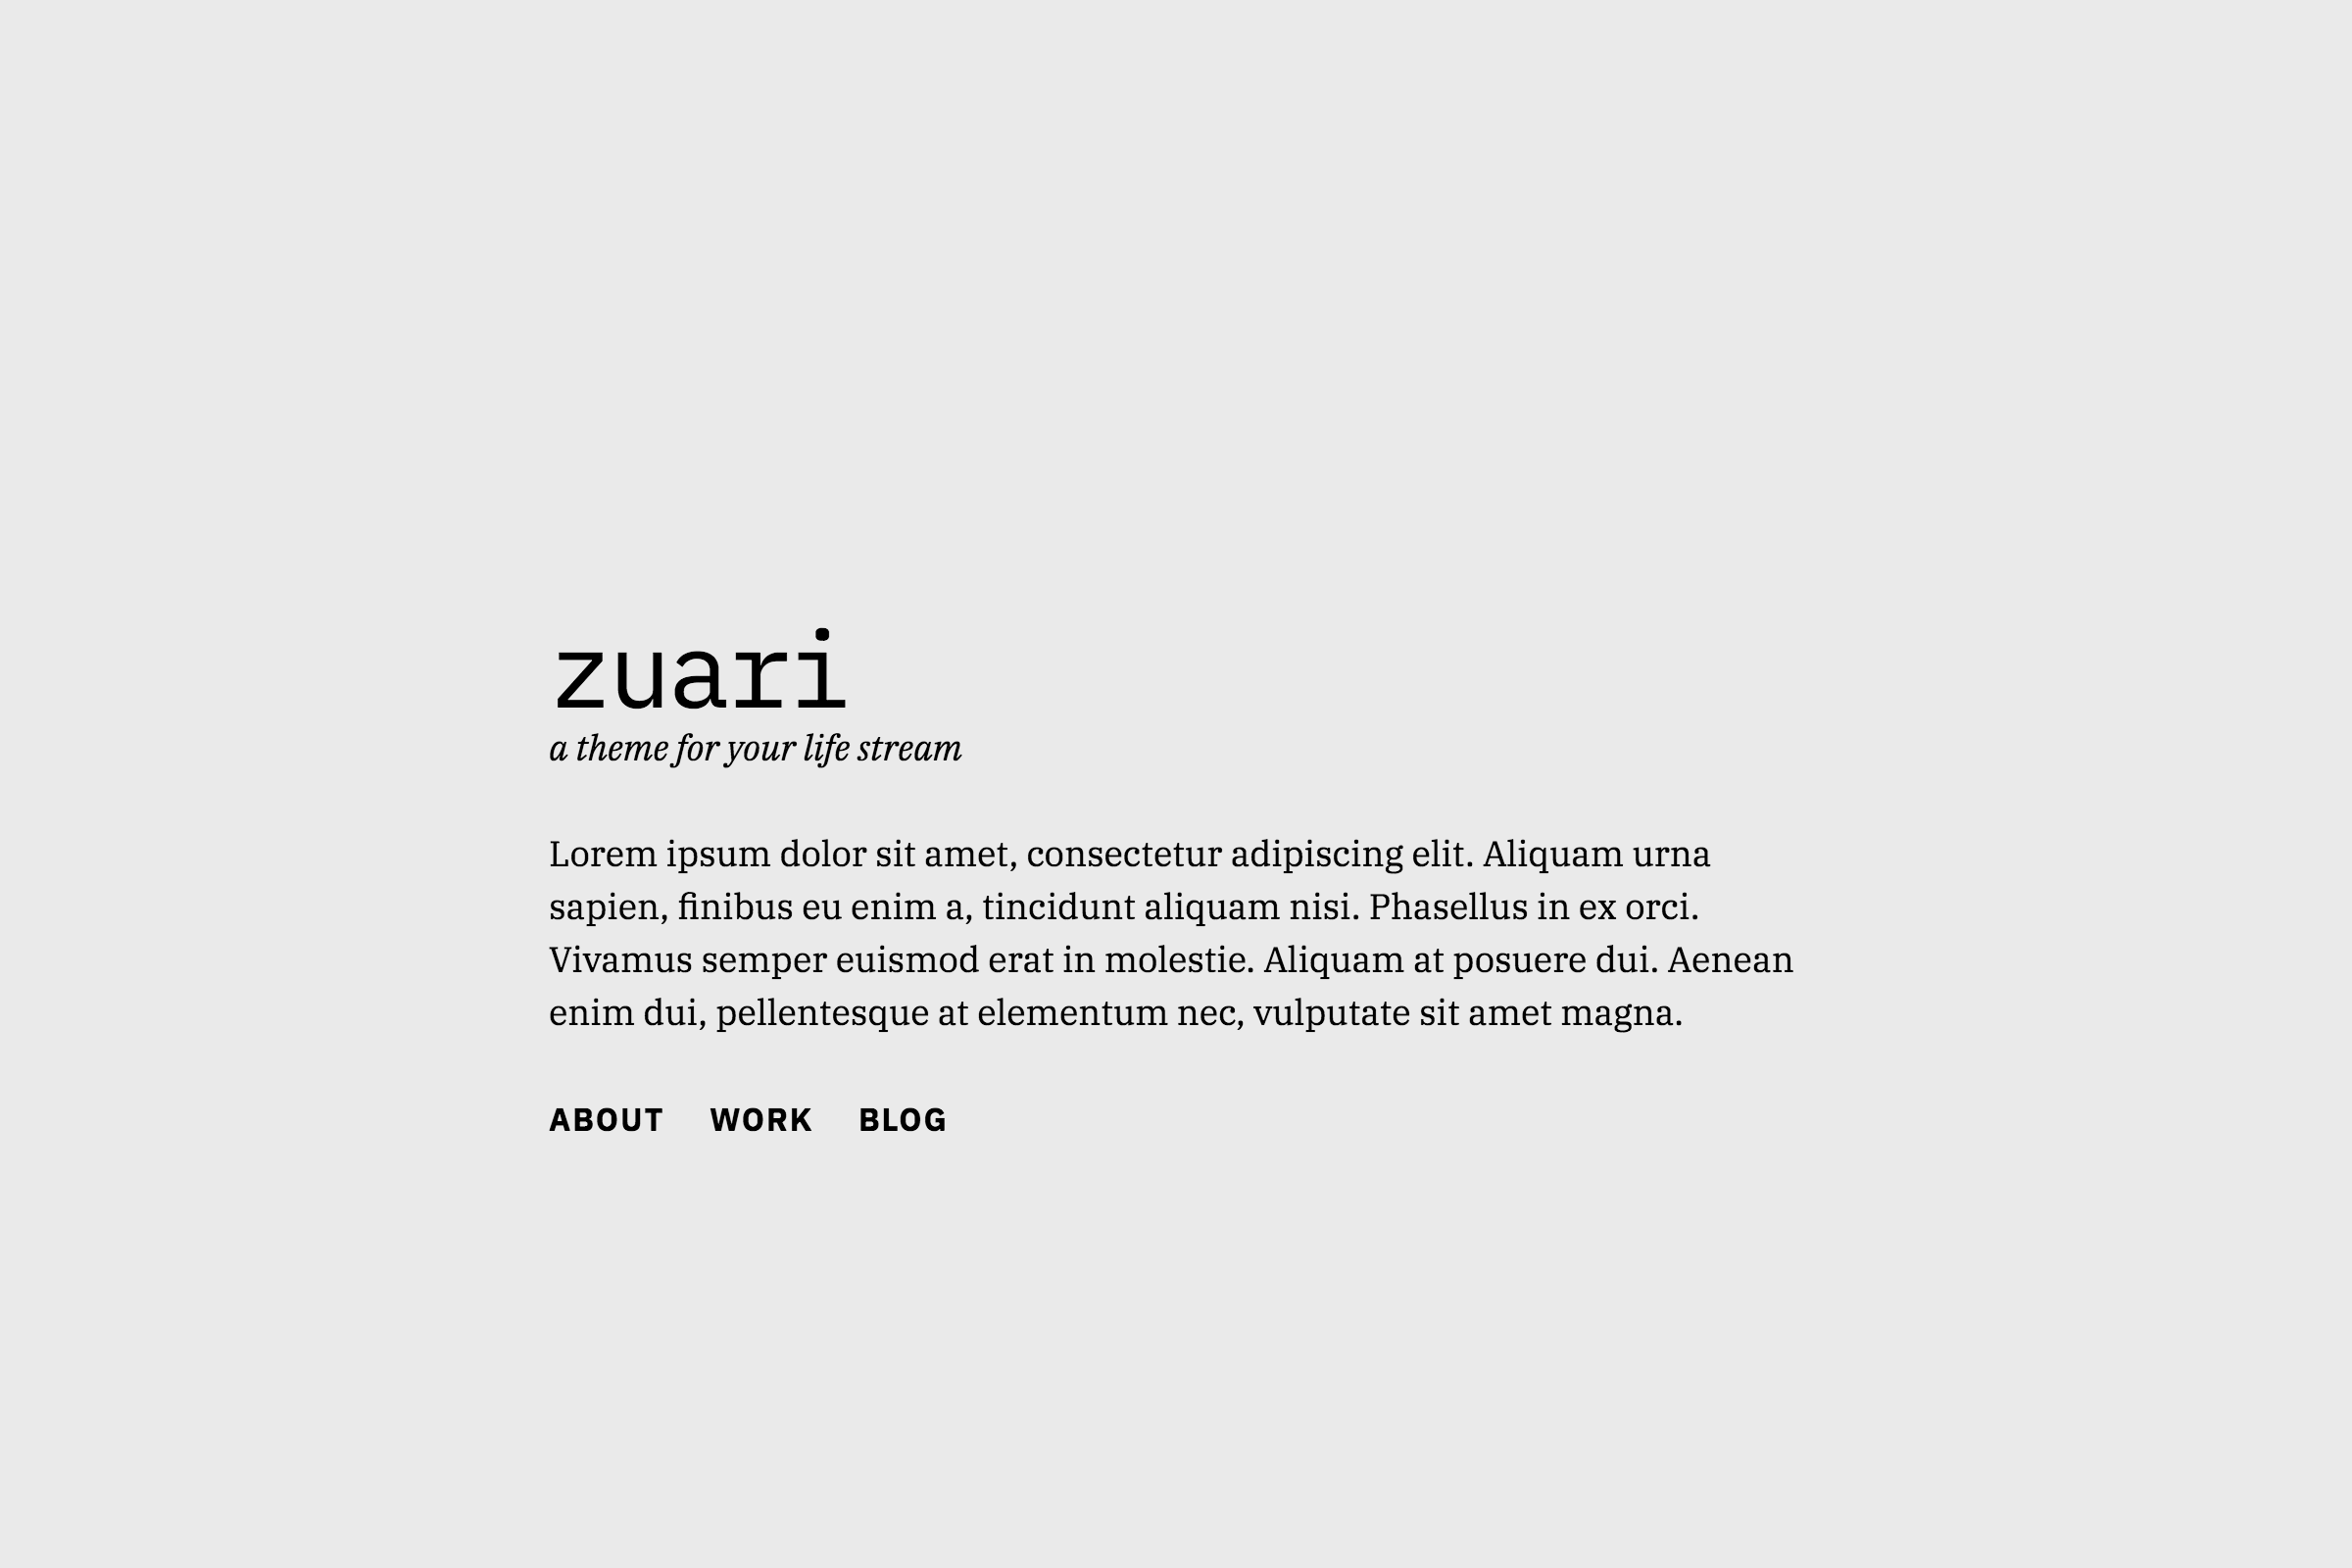 zuari
a theme for your life stream
Lorem ipsum dolor sit amet, consectetur adipiscing elit. Aliquam urna
sapien, finibus eu enim a, tincidunt aliquam nisi. Phasellus in ex orci.
Vivamus semper euismod erat in molestie. Aliquam at posuere dui. Aenean
enim dui, pellentesque at elementum nec, vulputate sit amet magna.
ABOUT WORK BLOG